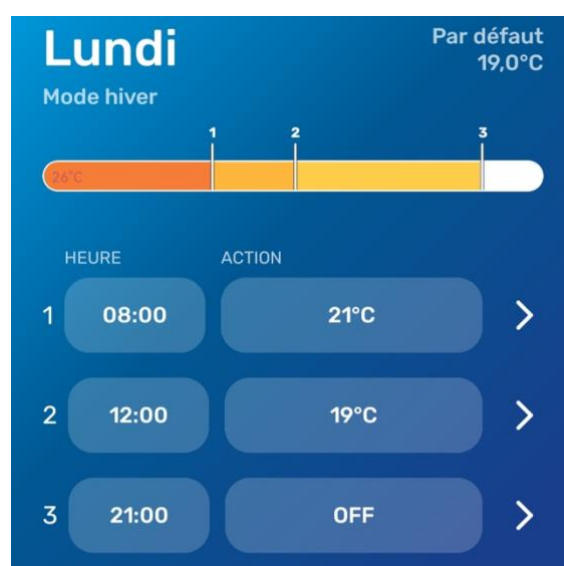 Lundi
Par défaut
19,0°C
Mode hiver
1 2 3
26°C
HEURE ACTION
1 08:00 21°C
2 12:00 19°C
3 21:00 OFF